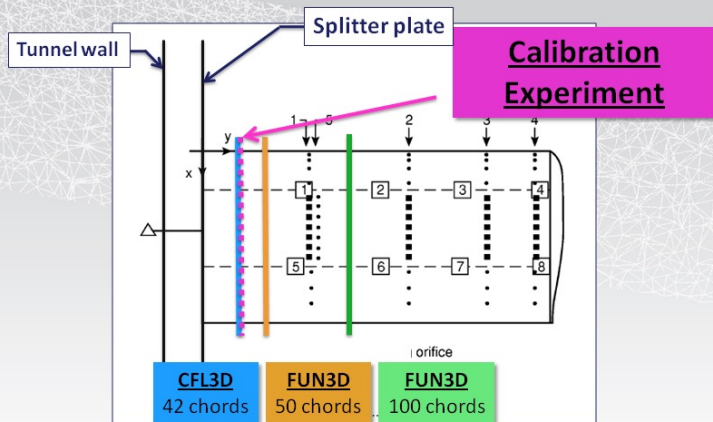 Tunnel wall
Splitter plate
Calibration
Experiment
1 5 2 3 4
y
x
1 2 3 4
5 6 7 8
orifice
CFL3D
42 chords
FUN3D
50 chords
FUN3D
100 chords